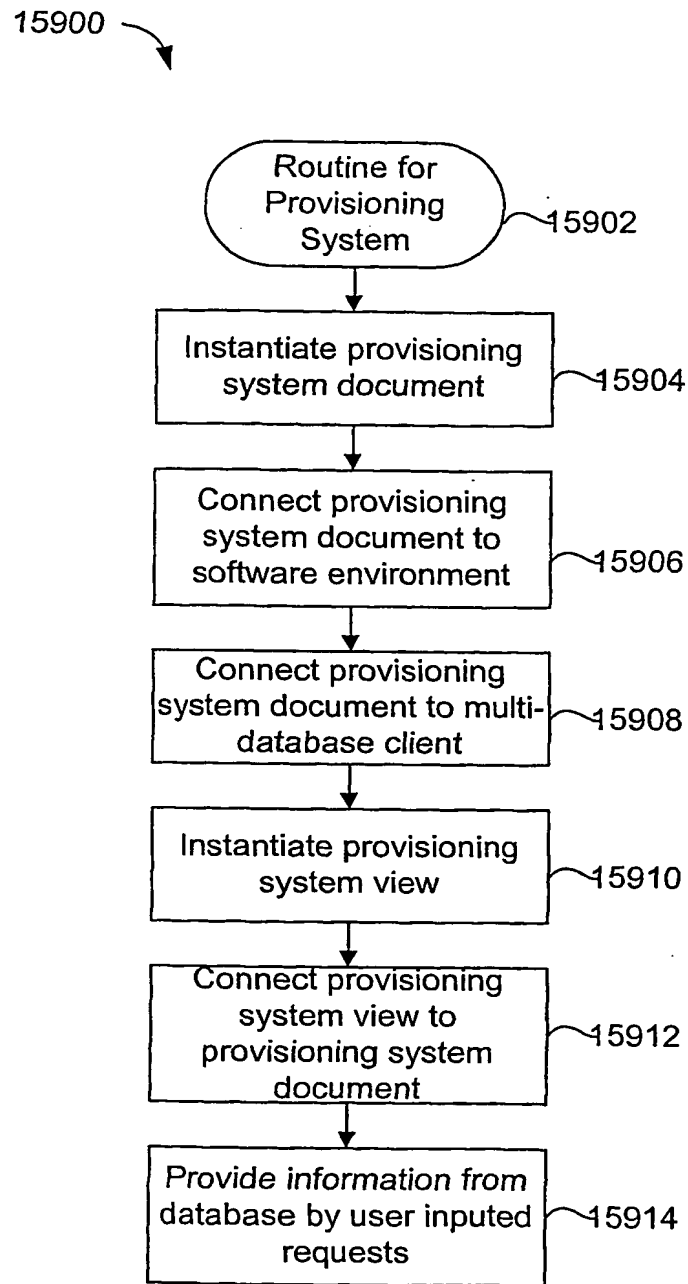 15900
Routine for
Provisioning
System
15902
Instantiate provisioning
system document
15904
Connect provisioning
system document to
software environment
15906
Connect provisioning
system document to multi-
database client
15908
Instantiate provisioning
system view
15910
Connect provisioning
system view to
provisioning system
document
15912
Provide information from
database by user inputed
requests
15914